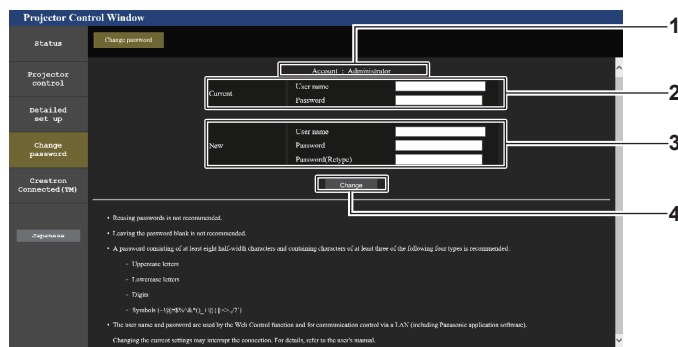 Projector Control Window
1
Status
Change password
Account : Administrator
Projector
control
Current
User name
Password
2
Detailed
set up
New
User name
Password
Password(Retype)
3
Change
password
Change
4
Crestron
Connected(TM)
Japanese
• Reusing passwords is not recommended.
• Leaving the password blank is not recommended.
• A password consisting of at least eight half-width characters and containing characters of at least three of the following four types is recommended.
- Uppercase letters
- Lowercase letters
- Digits
- Symbols
• The user name and password are used by the Web Control function and for communication control via a LAN (including Panasonic application software).
Changing the current settings may interrupt the connection. For details, refer to the user's manual.